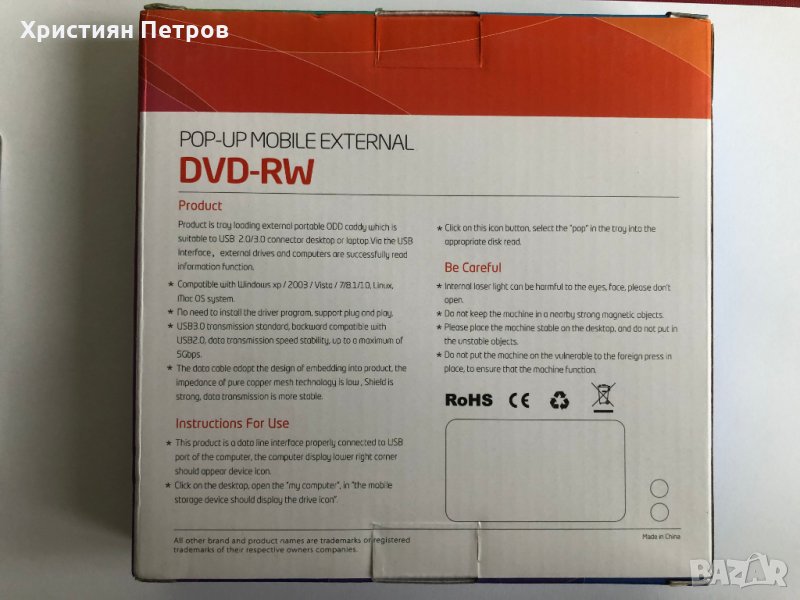 Християн Петров
POP-UP MOBILE EXTERNAL
DVD-RW
Product
Product is tray loading external portable ODD caddy which is
suitable to USB 2.0/3.0 connector desktop or laptop Via the USB
Interface, external drives and computers are successfully read
information function.
* Compatible with Windows xp / 2003 / Vista / 7/8.1/10, Linux,
Mac OS system.
* No need to install the driver program, support plug and play.
* USB3.0 transmission standard, backward compatible with
USB2.0, data transmission speed stability, up to a maximum of
5Gbps.
* The data cable adopt the design of embedding into product, the
impedance of pure copper mesh technology is low, Shield is
strong, data transmission is more stable.
Instructions For Use
* This product is a data line interface properly connected to USB
port of the computer, the computer display lower right corner
should appear device icon.
* Click on the desktop, open the "my computer", in "the mobile
storage device should display the drive icon".
* Click on this icon button, select the "pop" in the tray into the
appropriate disk read.
Be Careful
* Internal laser light can be harmful to the eyes, face, please don't
open.
* Do not keep the machine in a nearby strong magnetic objects.
* Please place the machine stable on the desktop, and do not put in
the unstable objects.
* Do not put the machine on the vulnerable to the foreign press in
place, to ensure that the machine function.
RoHS CE
Made in China
All other brand and product names are trademarks or registered
trademarks of their respective owners companies.
BAZAR